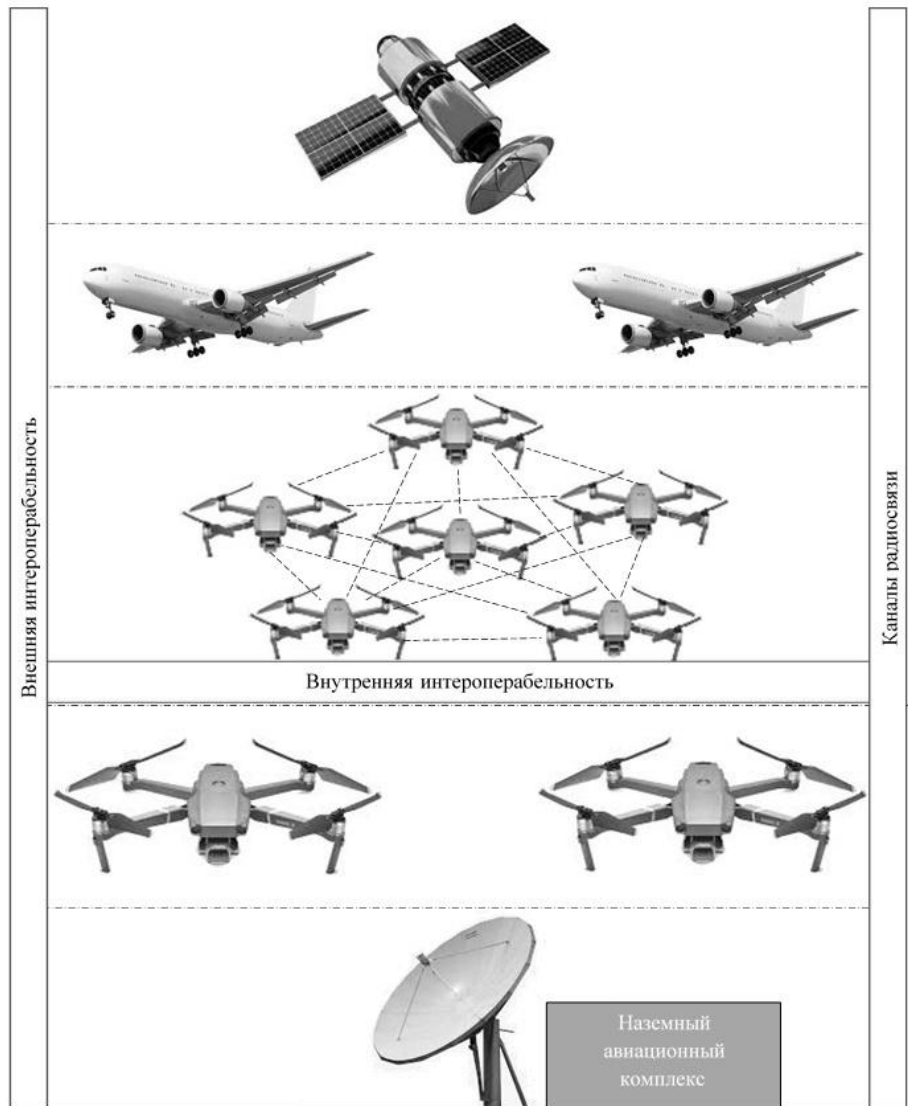 Внешняя интероперабельность
Каналы радиосвязи
Внутренняя интероперабельность
Наземный
авиационный
комплекс